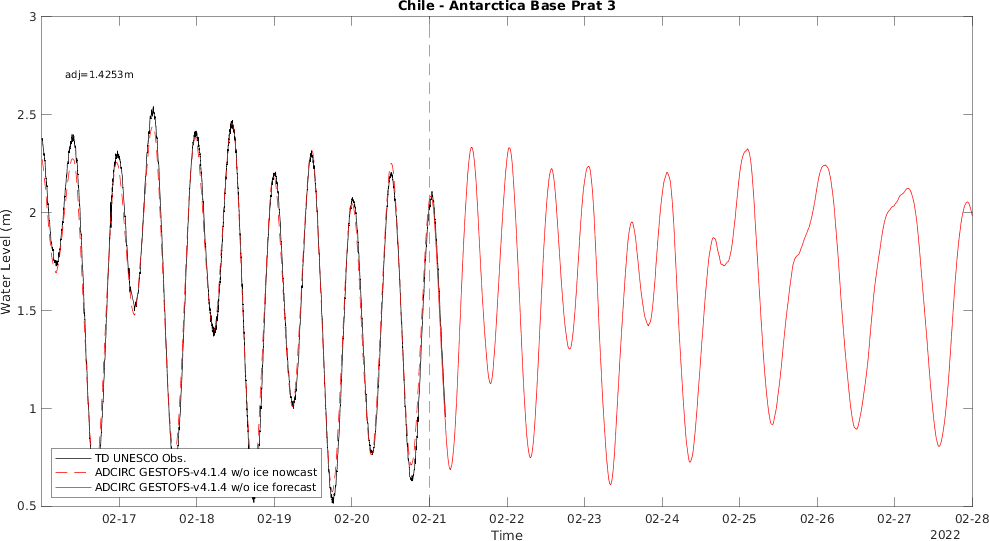 Chile - Antarctica Base Prat 3
3
adj=1.4253m
2.5
2
Water Level (m)
1.5
1
TD UNESCO Obs.
ADCIRC GESTOFS-v4.1.4 w/o ice nowcast
ADCIRC GESTOFS-v4.1.4 w/o ice forecast
0.5
02-17 02-18 02-19 02-20 02-21 02-22 02-23 02-24 02-25 02-26 02-27 02-28
Time
2022